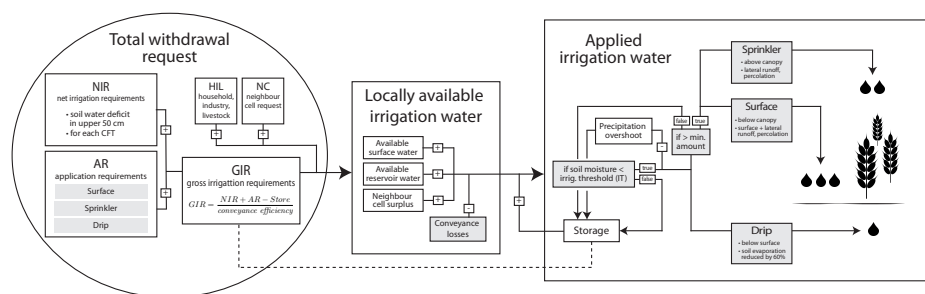 Total withdrawal
request
NIR
net irrigation requirements
• soil water deficit
in upper 50 cm
• for each CFT
+
AR
application requirements
Surface
Sprinkler
Drip
+
HIL
household,
industry,
livestock
+
NC
neighbour
cell request
+
GIR
gross irrigattion requirements
GIR = NIR + AR − Store
conveyance efficiency
Locally available
irrigation water
Available
surface water
+
Available
reservoir water
+
Neighbour
cell surplus
+
-
Conveyance
losses
+
Applied
irrigation water
Precipitation
overshoot
-
if soil moisture <
irrig. threshold (IT)
true
false
Storage
false
true
if > min.
amount
Sprinkler
• above canopy
• lateral runoff,
percolation
Surface
• below canopy
• surface + lateral
runoff, percolation
Drip
• below surface
• soil evaporation
reduced by 60%